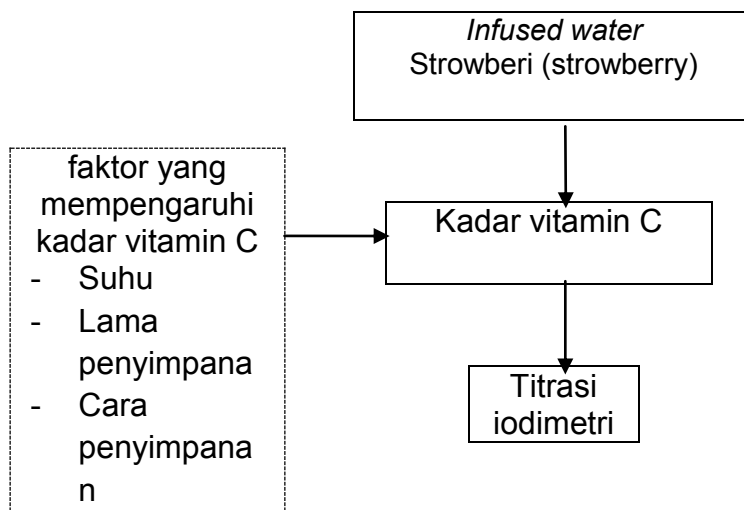 Infused water
Strowberi (strowberry)
faktor yang
mempengaruhi
kadar vitamin C
- Suhu
- Lama
penyimpana
- Cara
penyimpana
n
Kadar vitamin C
Titrasi
iodimetri